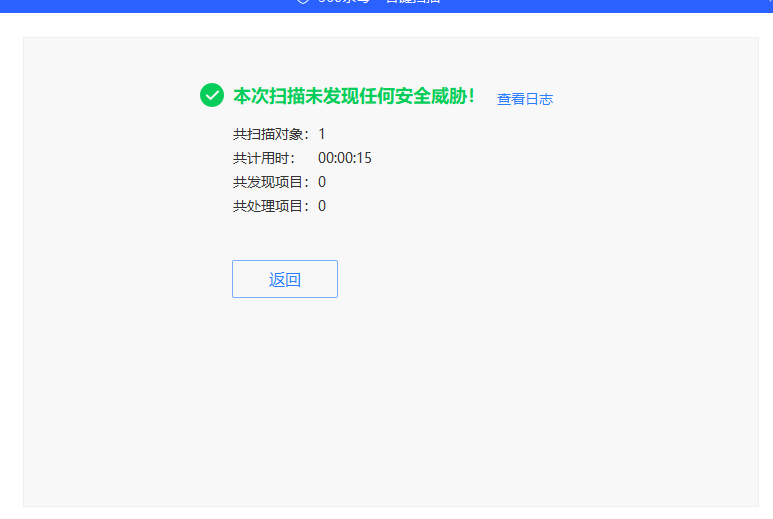 本次扫描未发现任何安全威胁! 查看日志
共扫描对象: 1
共计用时: 00:00:15
共发现项目: 0
共处理项目: 0
返回